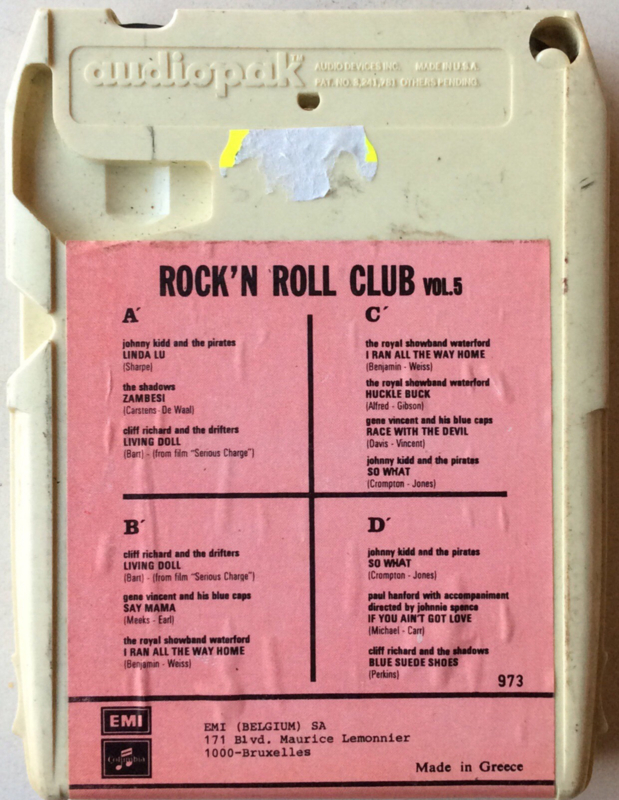 audiopak
AUDIO DEVICES INC. MADE IN U.S.A.
PAT. NO. OTHERS PENDING.
ROCK'N ROLL CLUB VOL.5
A´
johnny kidd and the pirates
LINDA LU
(Sharpe)
the shadows
ZAMBESI
(Carstens - De Waal)
cliff richard and the drifters
LIVING DOLL
(Bart) - (from film "Serious Charge")
B´
cliff richard and the drifters
LIVING DOLL
(Bart) - (from film "Serious Charge")
gene vincent and his blue caps
SAY MAMA
(Meeks - Earl)
the royal showband waterford
I RAN ALL THE WAY HOME
(Benjamin - Weiss)
C´
the royal showband waterford
I RAN ALL THE WAY HOME
(Benjamin - Weiss)
the royal showband waterford
HUCKLE BUCK
(Alfred - Gibson)
gene vincent and his blue caps
RACE WITH THE DEVIL
(Davis - Vincent)
johnny kidd and the pirates
SO WHAT
(Crompton - Jones)
D´
johnny kidd and the pirates
SO WHAT
(Crompton - Jones)
paul hanford with accompaniment
directed by johnnie spence
IF YOU AIN'T GOT LOVE
(Michael - Carr)
cliff richard and the shadows
BLUE SUEDE SHOES
(Perkins)
973
EMI
Columbia
EMI (BELGIUM) SA
171 Blvd. Maurice Lemonnier
1000-Bruxelles
Made in Greece